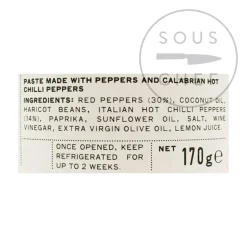 SOUS
CHEF
PASTE MADE WITH PEPPERS AND CALABRIAN HOT
CHILLI PEPPERS
INGREDIENTS: RED PEPPERS (30%), COCONUT OIL,
HARICOT BEANS, ITALIAN HOT CHILLI PEPPERS
(14%), PAPRIKA, SUNFLOWER OIL, SALT, WINE
VINEGAR, EXTRA VIRGIN OLIVE OIL, LEMON JUICE.
ONCE OPENED, KEEP
REFRIGERATED FOR
UP TO 2 WEEKS.
NET 170g e